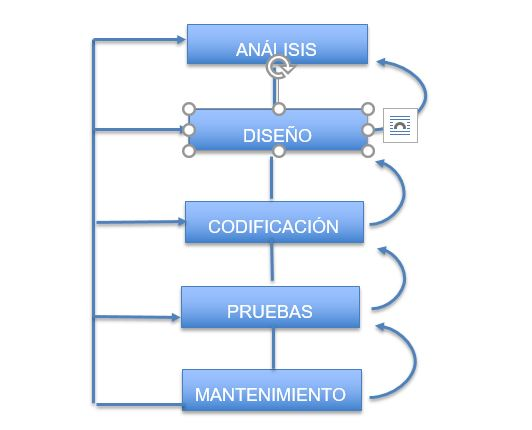 ANÁLISIS
DISEÑO
CODIFICACIÓN
PRUEBAS
MANTENIMIENTO